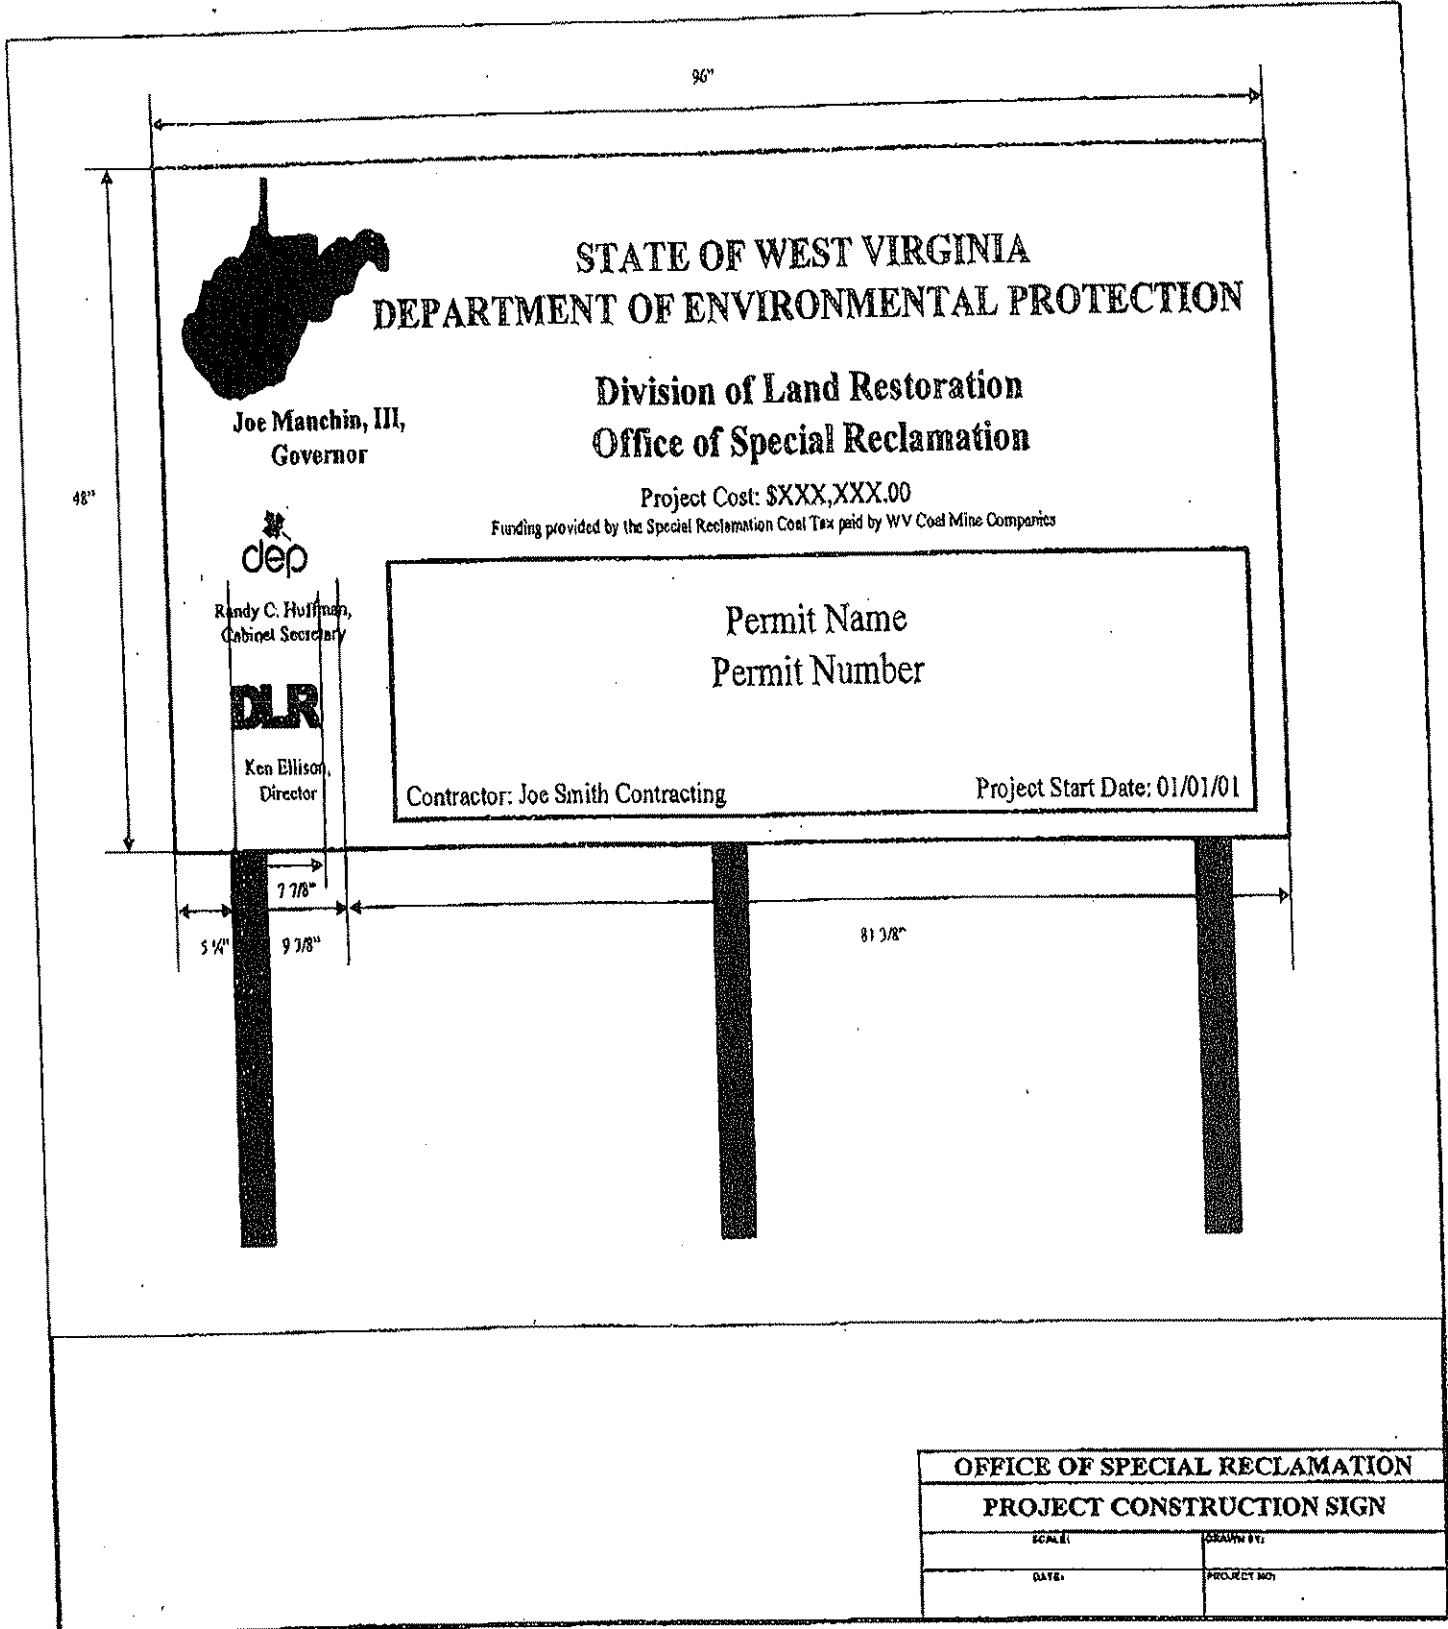 96"
STATE OF WEST VIRGINIA
DEPARTMENT OF ENVIRONMENTAL PROTECTION
Division of Land Restoration
Office of Special Reclamation
Joe Manchin, III,
Governor
48"
Project Cost: $XXX,XXX.00
Funding provided by the Special Reclamation Coal Tax paid by WV Coal Mine Companies
dep
Randy C. Huffman,
Cabinet Secretary
Permit Name
Permit Number
DLR
Ken Ellison,
Director
Contractor: Joe Smith Contracting
Project Start Date: 01/01/01
7 7/8"
5 ¼"
9 3/8"
81 3/8"
OFFICE OF SPECIAL RECLAMATION
PROJECT CONSTRUCTION SIGN
SCALE:
DRAWN BY:
DATE:
PROJECT NO: